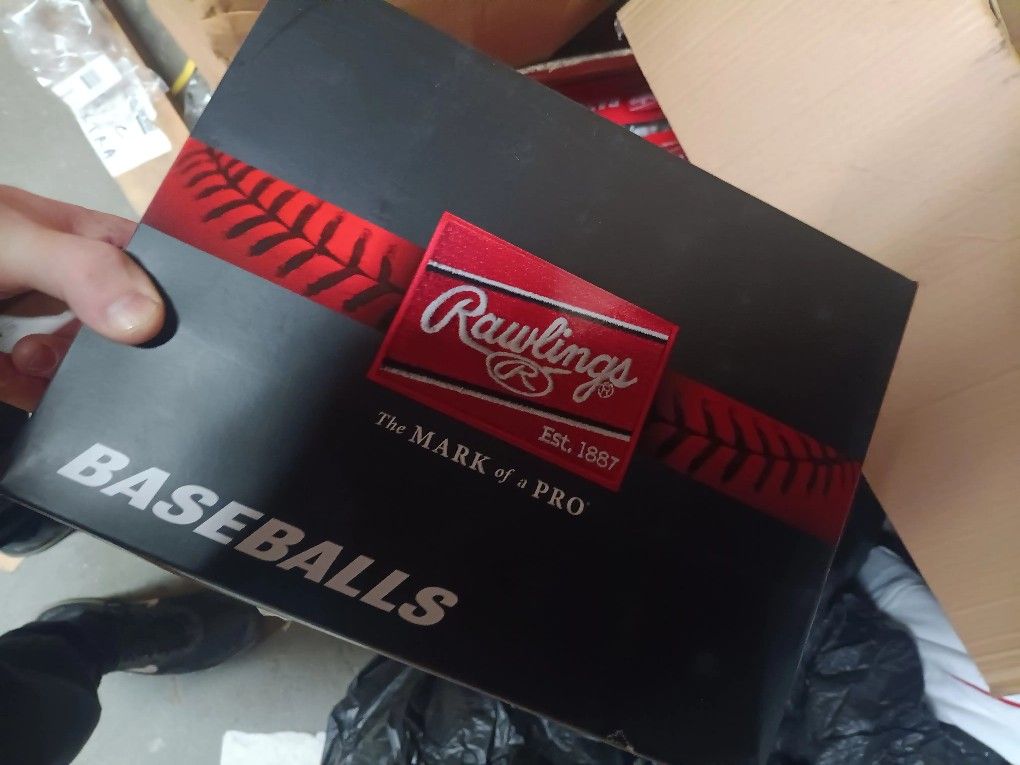 Rawlings
R
Est. 1887
The MARK of a PRO®
BASEBALLS